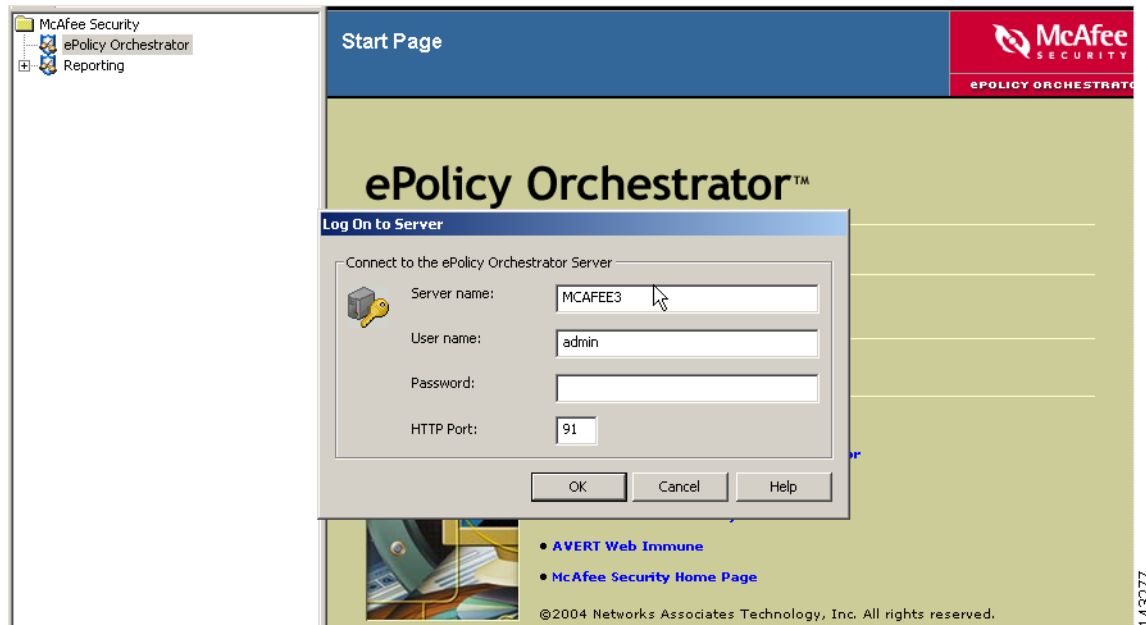 McAfee Security
ePolicy Orchestrator
Reporting
Start Page
McAfee
SECURITY
ePOLICY ORCHESTRATO
ePolicy Orchestrator™
Log On to Server
Connect to the ePolicy Orchestrator Server
Server name:
MCAFEE3
User name:
admin
Password:
HTTP Port:
91
OK
Cancel
Help
or
• AVERT Web Immune
• McAfee Security Home Page
©2004 Networks Associates Technology, Inc. All rights reserved.
143277